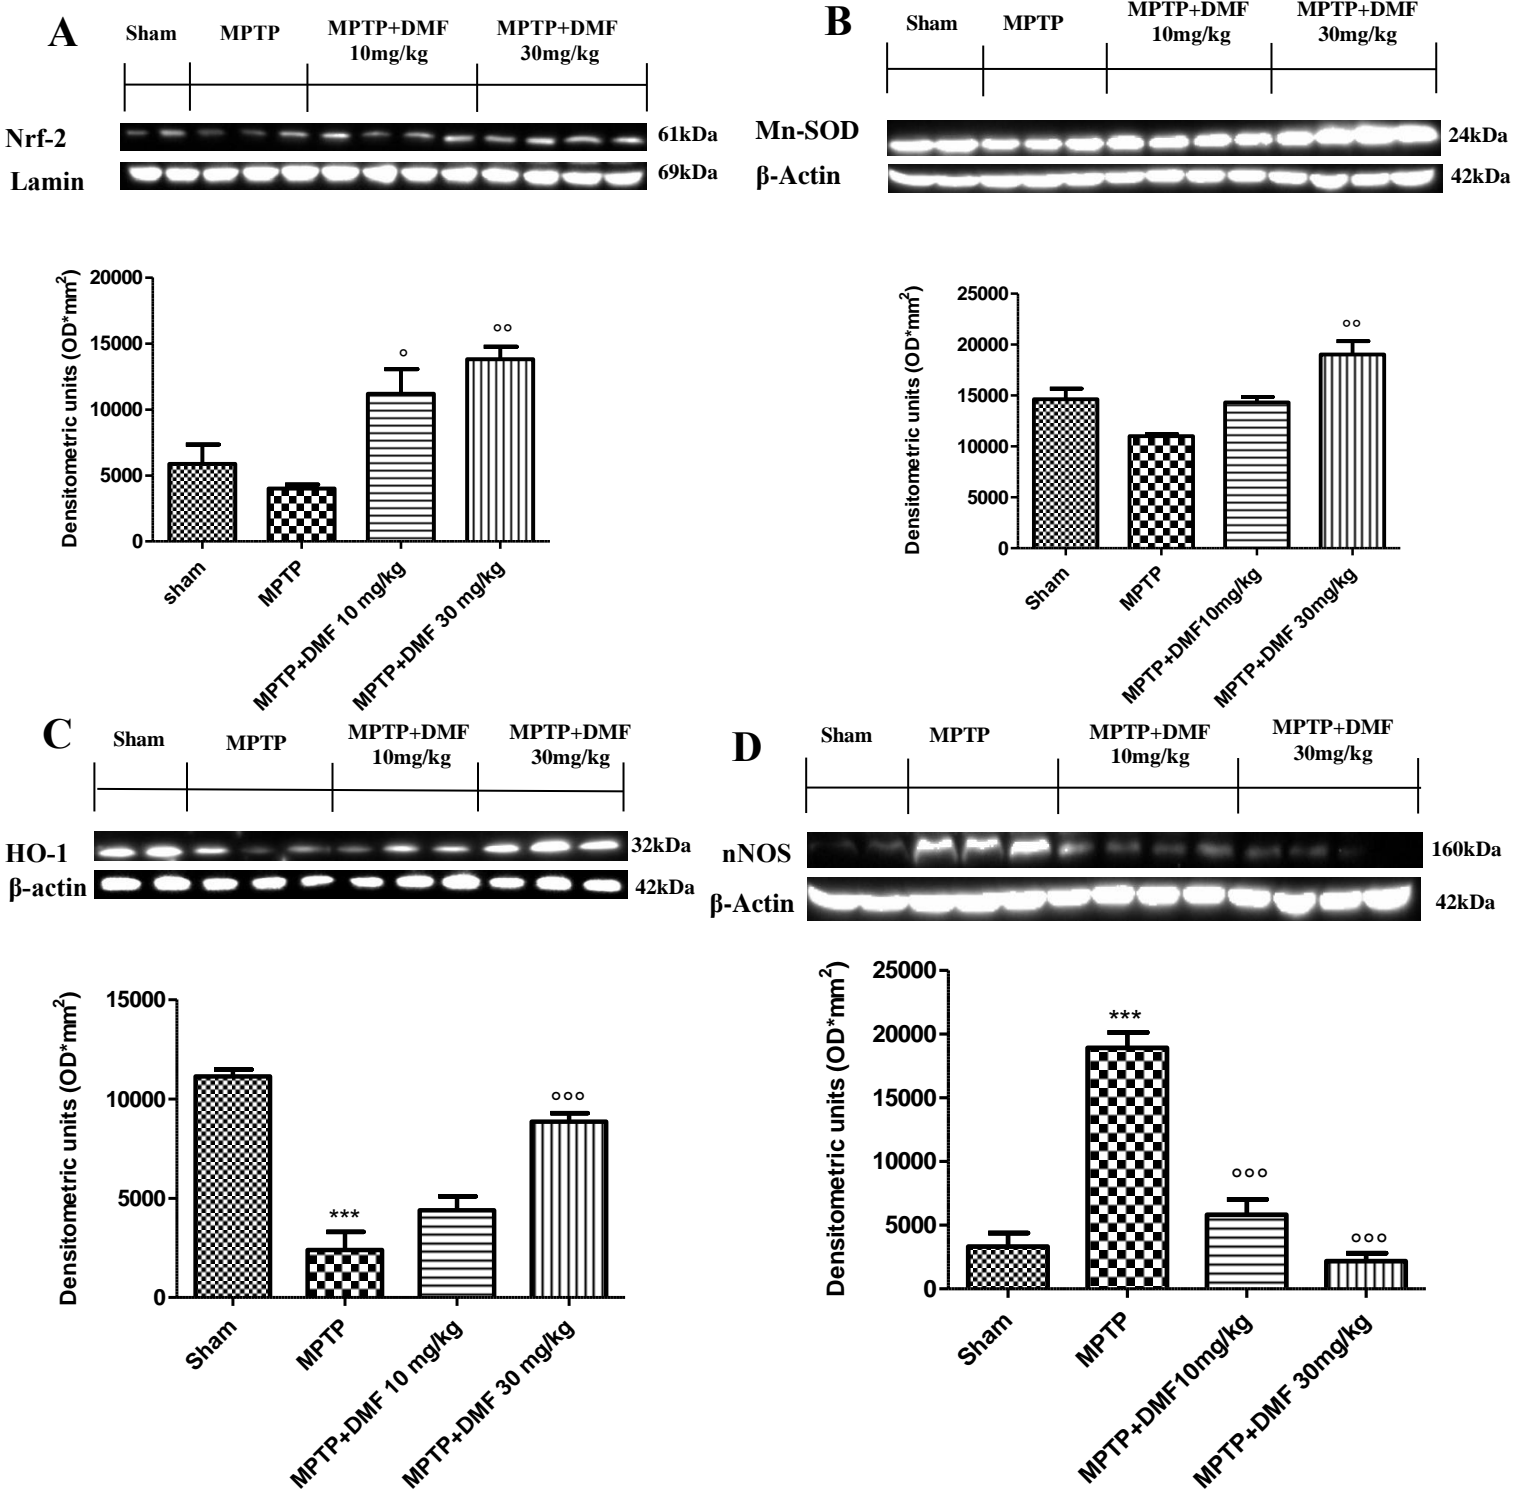 A
Sham
MPTP
MPTP+DMF
10mg/kg
MPTP+DMF
30mg/kg
Nrf-2
61kDa
Lamin
69kDa
Densitometric units (OD*mm²)
20000
15000
10000
5000
0
°
°°
sham
MPTP
MPTP+DMF 10 mg/kg
MPTP+DMF 30 mg/kg
B
Sham
MPTP
MPTP+DMF
10mg/kg
MPTP+DMF
30mg/kg
Mn-SOD
24kDa
β-Actin
42kDa
Densitometric units (OD*mm²)
25000
20000
15000
10000
5000
0
°°
Sham
MPTP
MPTP+DMF10mg/kg
MPTP+DMF 30mg/kg
C
Sham
MPTP
MPTP+DMF
10mg/kg
MPTP+DMF
30mg/kg
HO-1
32kDa
β-actin
42kDa
Densitometric units (OD*mm²)
15000
10000
5000
0
***
°°°
Sham
MPTP
MPTP+DMF 10 mg/kg
MPTP+DMF 30 mg/kg
D
Sham
MPTP
MPTP+DMF
10mg/kg
MPTP+DMF
30mg/kg
nNOS
160kDa
β-Actin
42kDa
Densitometric units (OD*mm²)
25000
20000
15000
10000
5000
0
***
°°°
°°°
Sham
MPTP
MPTP+DMF10mg/kg
MPTP+DMF 30mg/kg